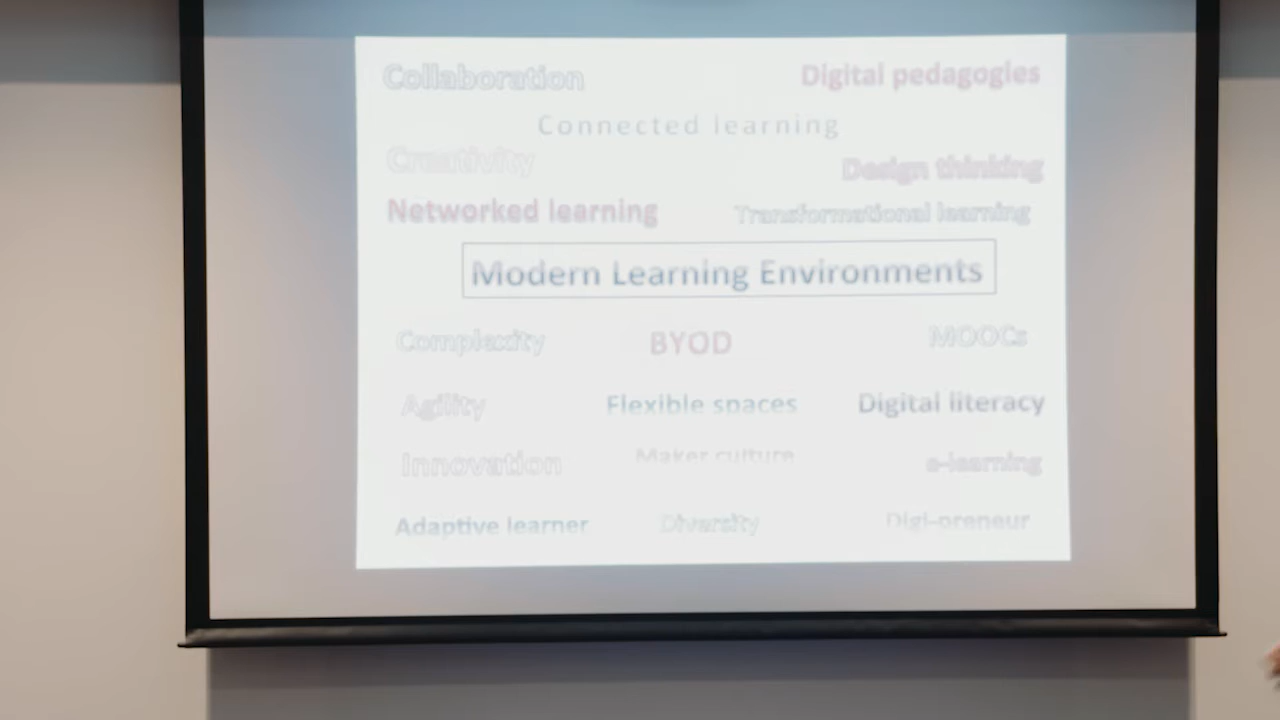 Collaboration
Digital pedagogies
Connected learning
Creativity
Design thinking
Networked learning
Transformational learning
Modern Learning Environments
Complexity
BYOD
MOOCs
Agility
Flexible spaces
Digital literacy
Innovation
Maker culture
e-learning
Adaptive learner
Diversity
Digi-preneur